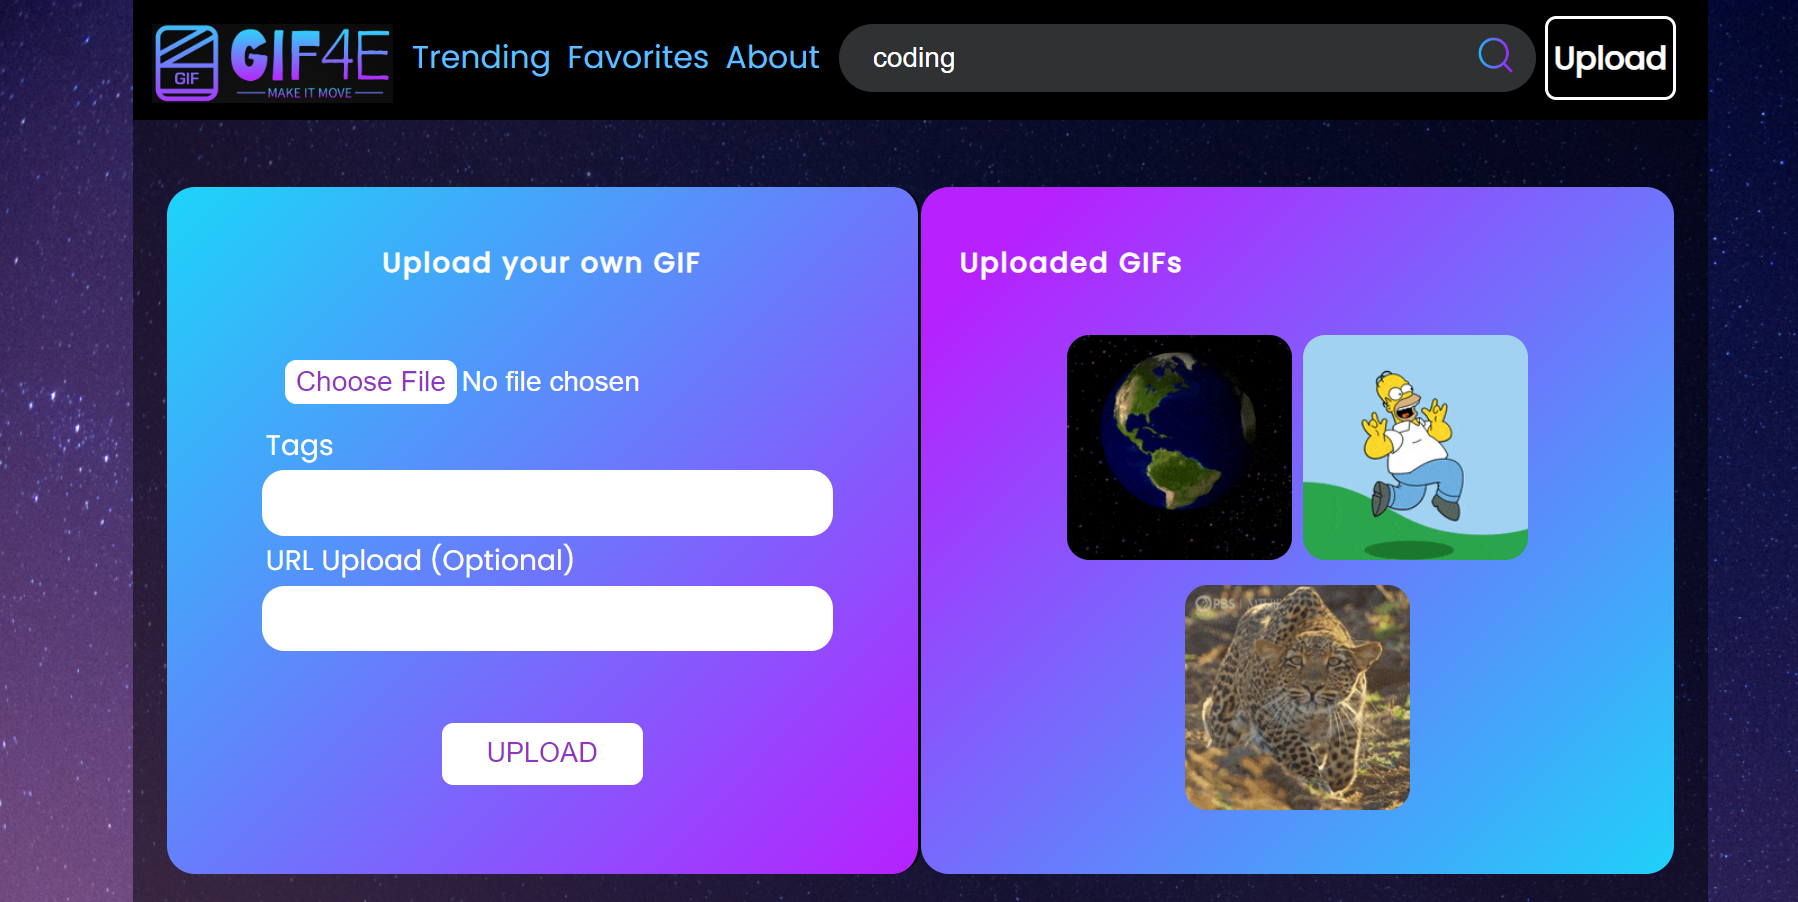 GIF
GIF4E
MAKE IT MOVE
Trending Favorites About
coding
Upload
Upload your own GIF
Choose File No file chosen
Tags
URL Upload (Optional)
UPLOAD
Uploaded GIFs
PBS | NATURE